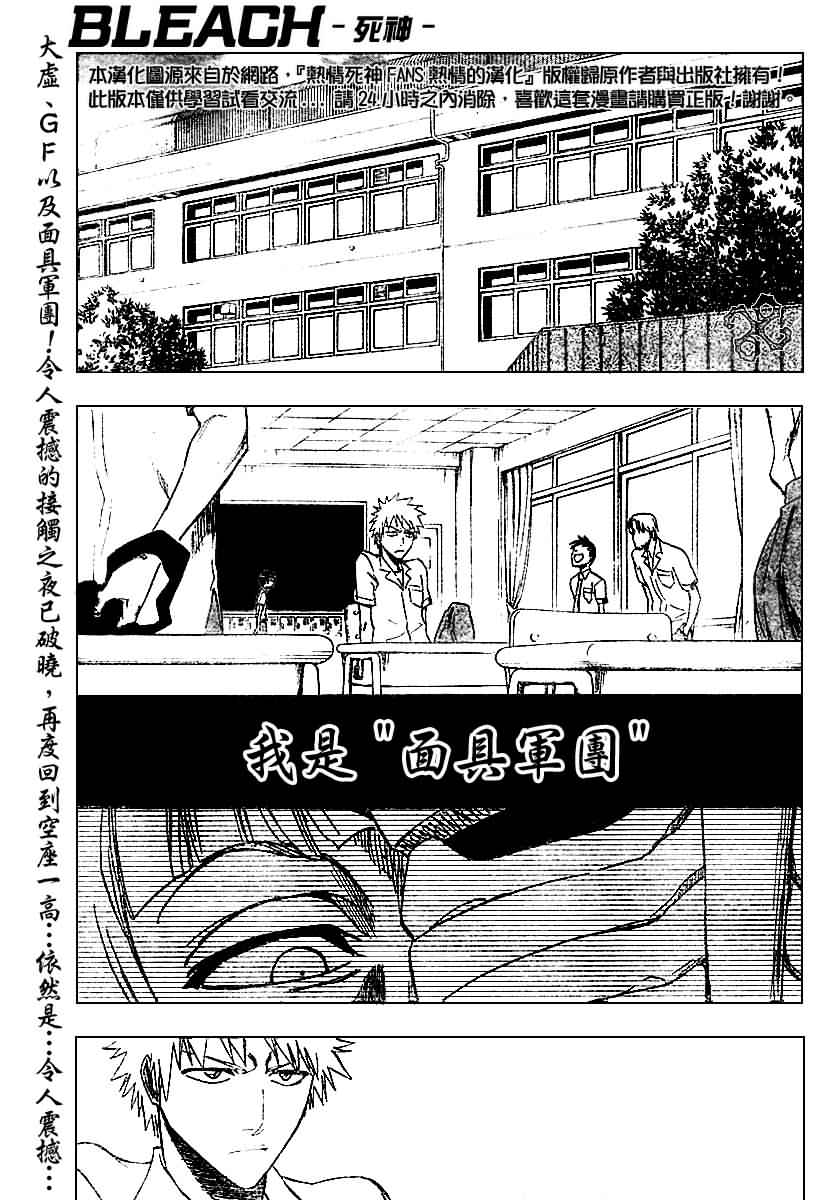 BLEACH
- 死神 -
本漢化圖源來自於網路，『熱情死神FANS 熱情的漢化』版權歸原作者與出版社擁有！
此版本僅供學習試看交流... 請24小時之內消除，喜歡這套漫畫請購買正版！謝謝。
大虛、GF以及面具軍團！令人震撼的接觸之夜已破曉，再度回到空座一高…依然是…令人震撼…
我是"面具軍團"